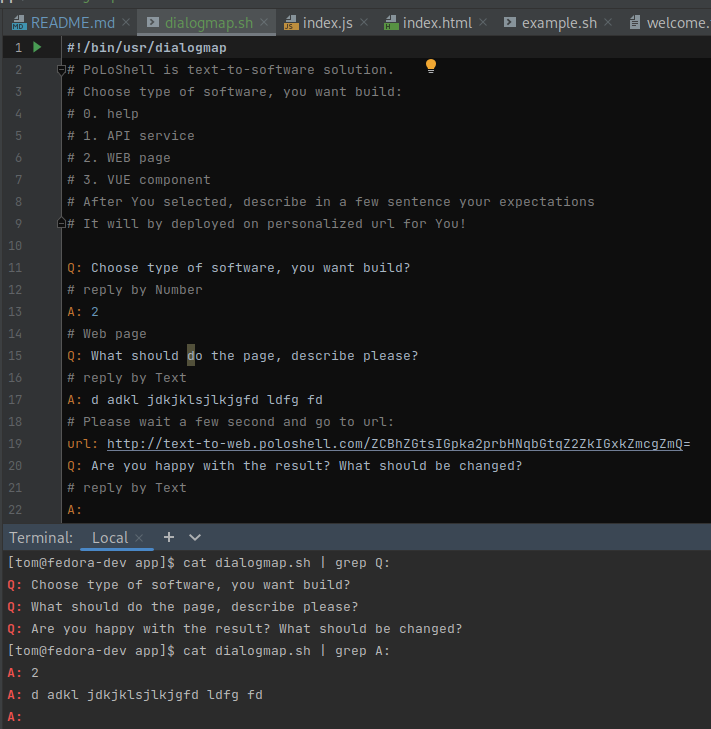 README.md dialogmap.sh index.js index.html example.sh welcome.
1 #!/bin/usr/dialogmap
2 # PoLoShell is text-to-software solution.
3 # Choose type of software, you want build:
4 # 0. help
5 # 1. API service
6 # 2. WEB page
7 # 3. VUE component
8 # After You selected, describe in a few sentence your expectations
9 # It will by deployed on personalized url for You!
10
11 Q: Choose type of software, you want build?
12 # reply by Number
13 A: 2
14 # Web page
15 Q: What should do the page, describe please?
16 # reply by Text
17 A: d adkl jdkjklsjlkjgfd ldfg fd
18 # Please wait a few second and go to url:
19 url: http://text-to-web.poloshell.com/ZCBhZGtsIGpka2prbHNqbGtqZ2ZkIGxkZmcgZmQ=
20 Q: Are you happy with the result? What should be changed?
21 # reply by Text
22 A:
Terminal: Local
[tom@fedora-dev app]$ cat dialogmap.sh | grep Q:
Q: Choose type of software, you want build?
Q: What should do the page, describe please?
Q: Are you happy with the result? What should be changed?
[tom@fedora-dev app]$ cat dialogmap.sh | grep A:
A: 2
A: d adkl jdkjklsjlkjgfd ldfg fd
A: